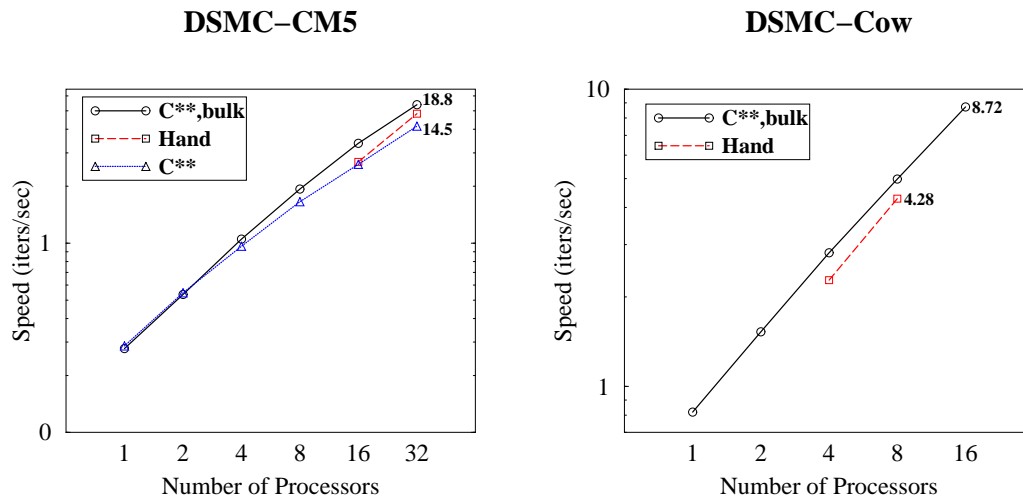 DSMC−CM5
C**,bulk
Hand
C**
18.8
14.5
1
0
Speed (iters/sec)
1 2 4 8 16 32
Number of Processors
DSMC−Cow
10
C**,bulk
Hand
8.72
4.28
1
Speed (iters/sec)
1 2 4 8 16
Number of Processors